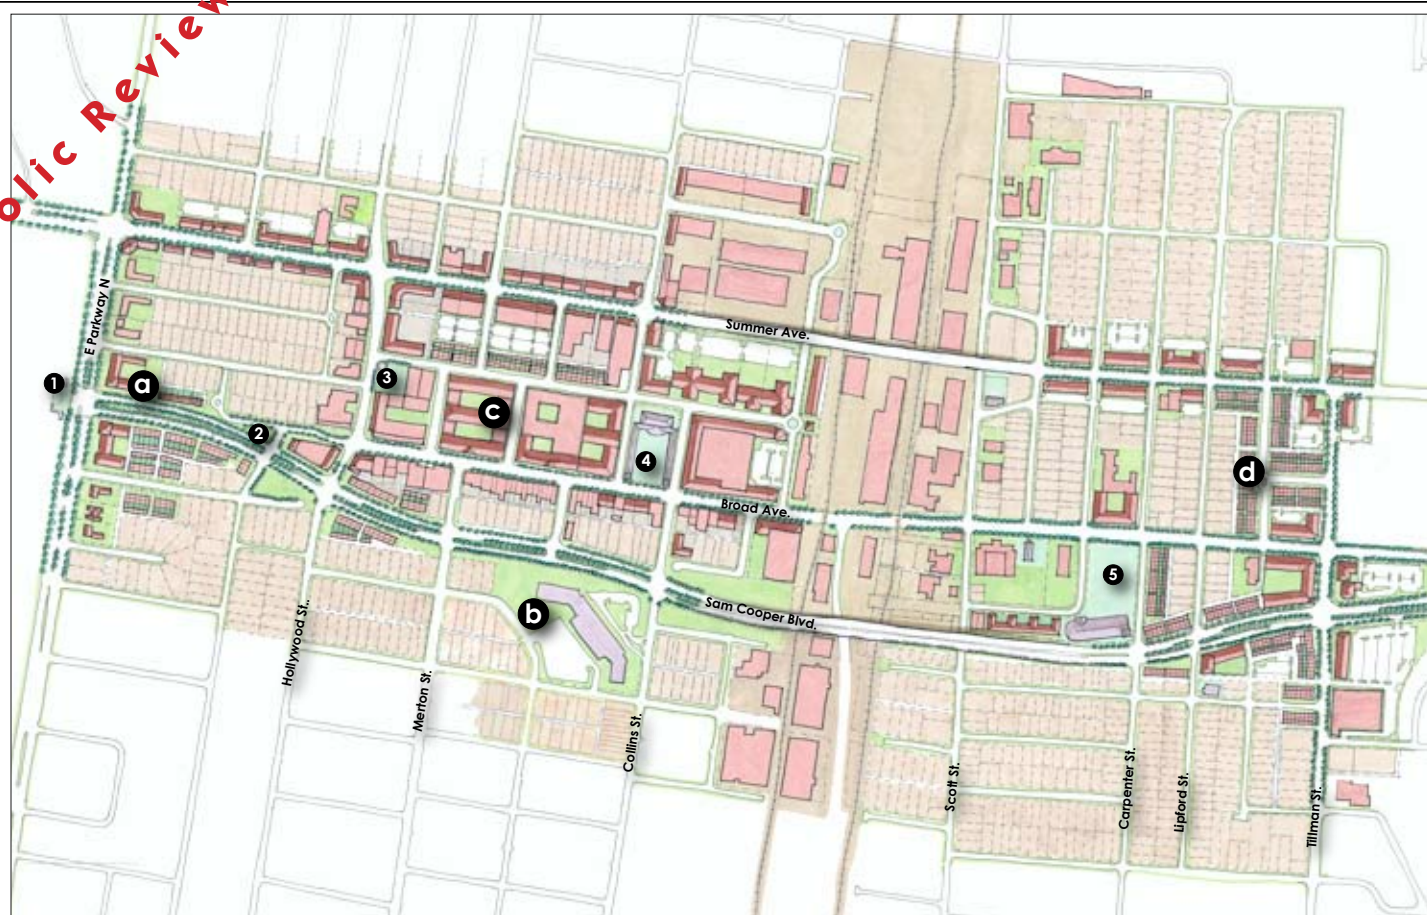 olic Review
Summer Ave.
E Parkway N
1
a
3
c
2
4
d
Broad Ave.
5
b
Sam Cooper Blvd.
Hollywood St..
Merton St.
Collins St.
Scott St.
Carpenter St.
Lipford St.
Tillman St.